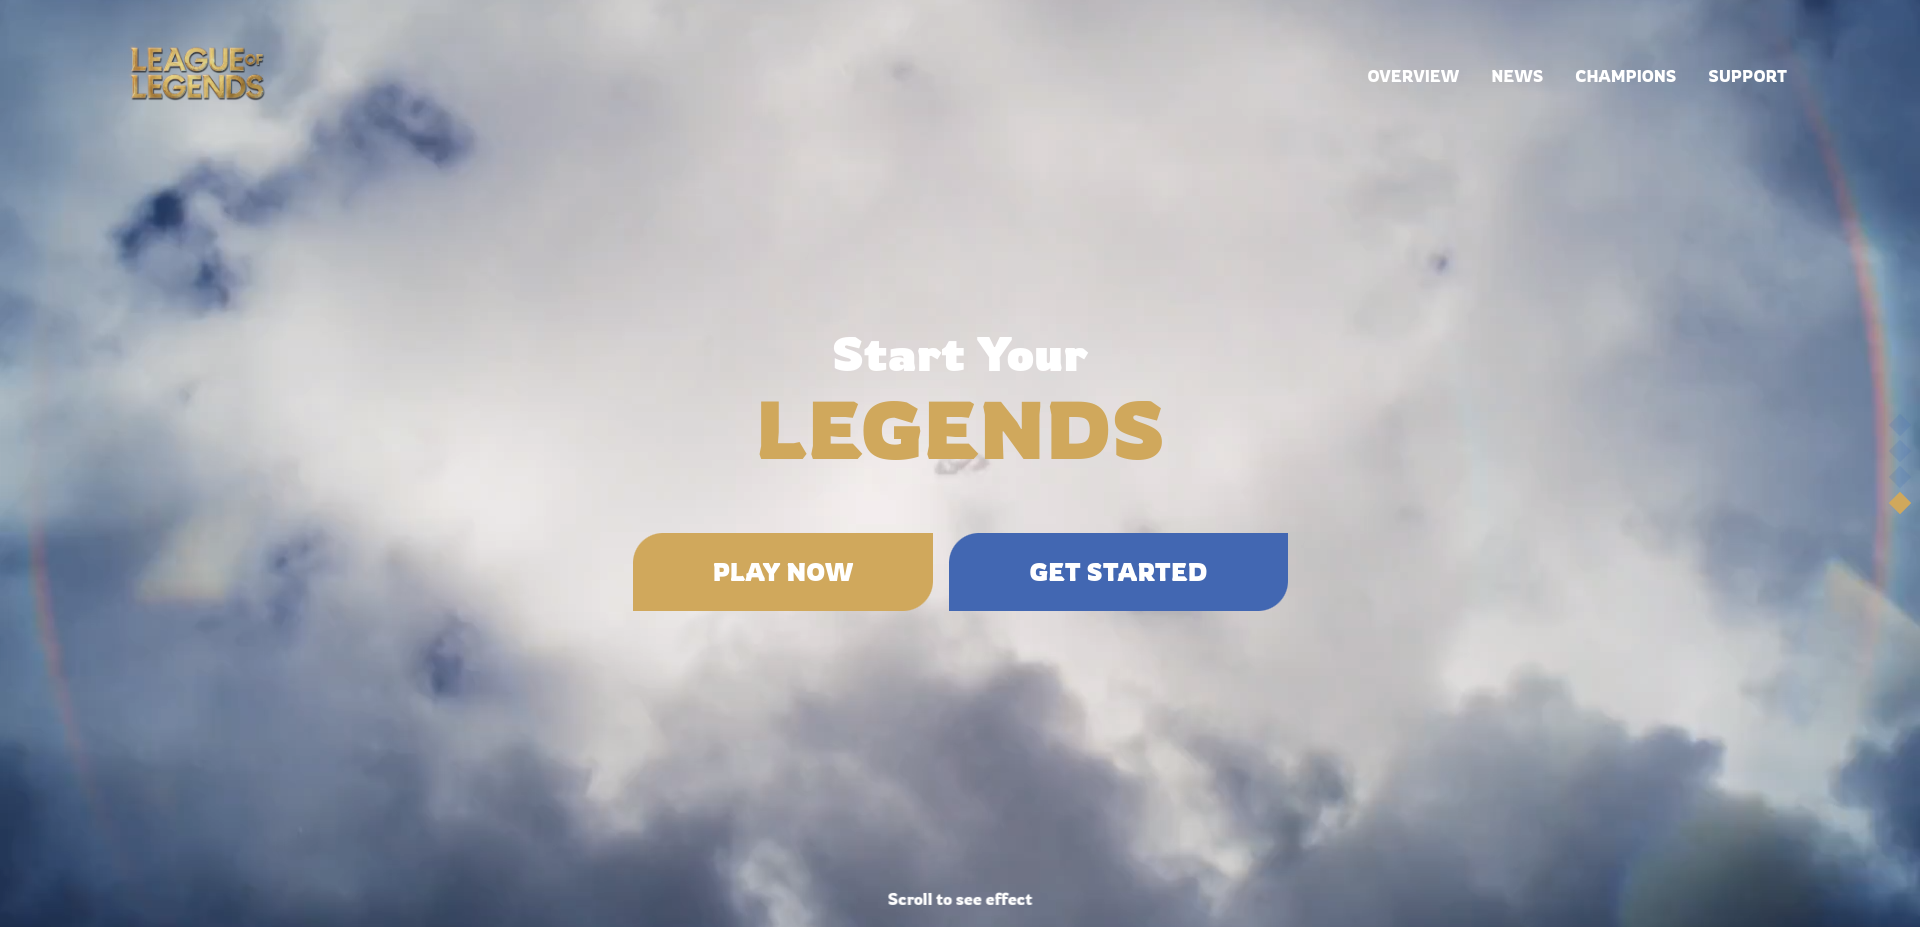 LEAGUE OF
LEGENDS
OVERVIEW NEWS CHAMPIONS SUPPORT
Start Your
LEGENDS
PLAY NOW GET STARTED
Scroll to see effect